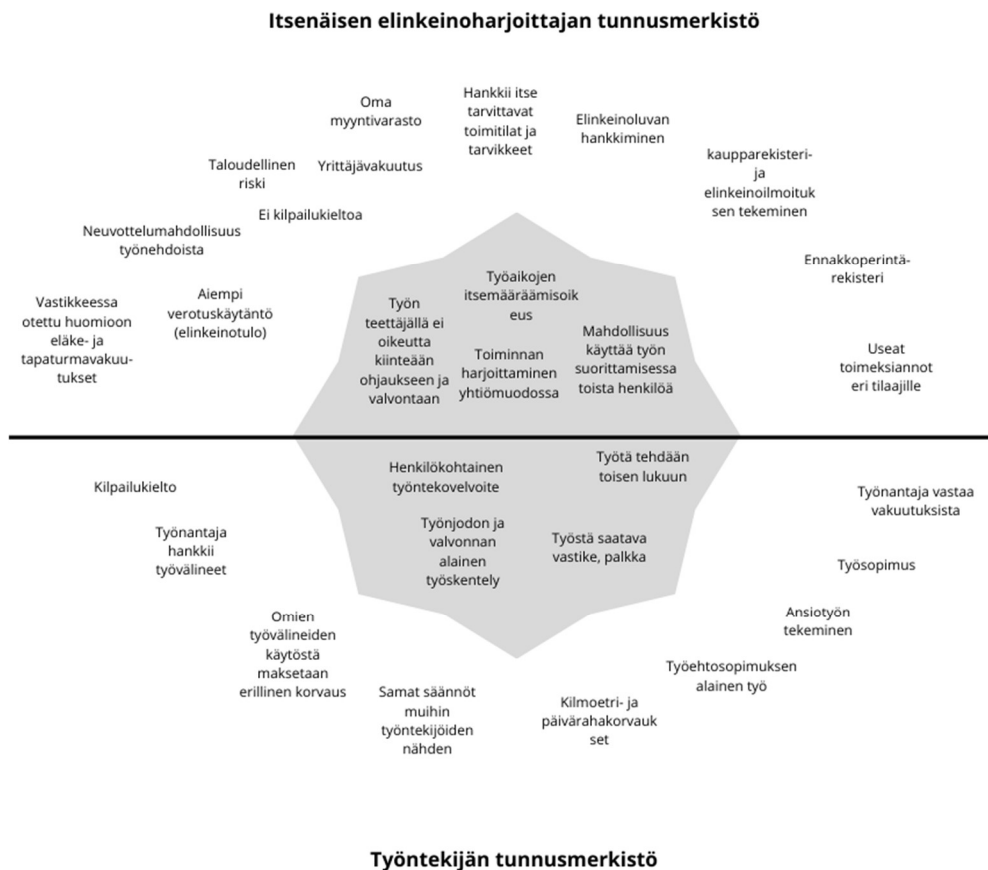 Itsenäisen elinkeinoharjoittajan tunnusmerkistö
Oma
myyntivarasto
Hankkii itse
tarvittavat
toimitilat ja
tarvikkeet
Elinkeinoluvan
hankkiminen
kaupparekisteri-
ja
elinkeinoilmoituk
sen tekeminen
Taloudellinen
riski
Yrittäjävakuutus
Ei kilpailukieltoa
Neuvottelumahdollisuus
työnehdoista
Ennakkoperintä-
rekisteri
Vastikkeessa
otettu huomioon
eläke- ja
tapaturmavakuu-
tukset
Aiempi
verotuskäytäntö
(elinkeinotulo)
Työn
teettäjällä ei
oikeutta
kiinteään
ohjaukseen ja
valvontaan
Työaikojen
itsemääräämisoik
eus
Toiminnan
harjoittaminen
yhtiömuodossa
Mahdollisuus
käyttää työn
suorittamisessa
toista henkilöä
Useat
toimeksiannot
eri tilaajille
Kilpailukielto
Henkilökohtainen
työntekovelvoite
Työtä tehdään
toisen lukuun
Työnantaja vastaa
vakuutuksista
Työnantaja
hankkii
työvälineet
Työnjodon ja
valvonnan
alainen
työskentely
Työstä saatava
vastike, palkka
Työsopimus
Omien
työvälineiden
käytöstä
maksetaan
erillinen korvaus
Ansiotyön
tekeminen
Työehtosopimuksen
alainen työ
Samat säännöt
muihin
työntekijöiden
nähden
Kilmoetri- ja
päivärahakorvauk
set
Työntekijän tunnusmerkistö